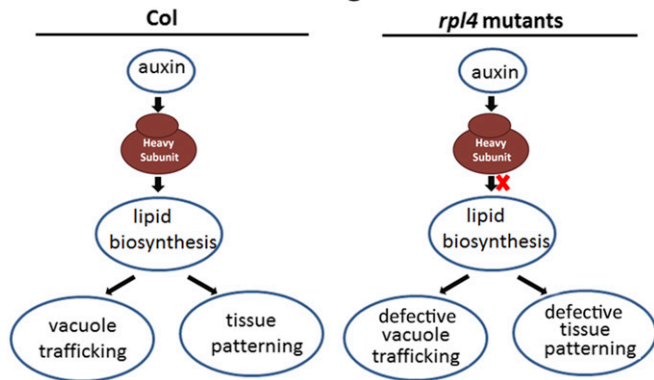 Col
auxin
Heavy
Subunit
lipid
biosynthesis
vacuole
trafficking
tissue
patterning
rpl4 mutants
auxin
Heavy
Subunit
lipid
biosynthesis
defective
vacuole
trafficking
defective
tissue
patterning